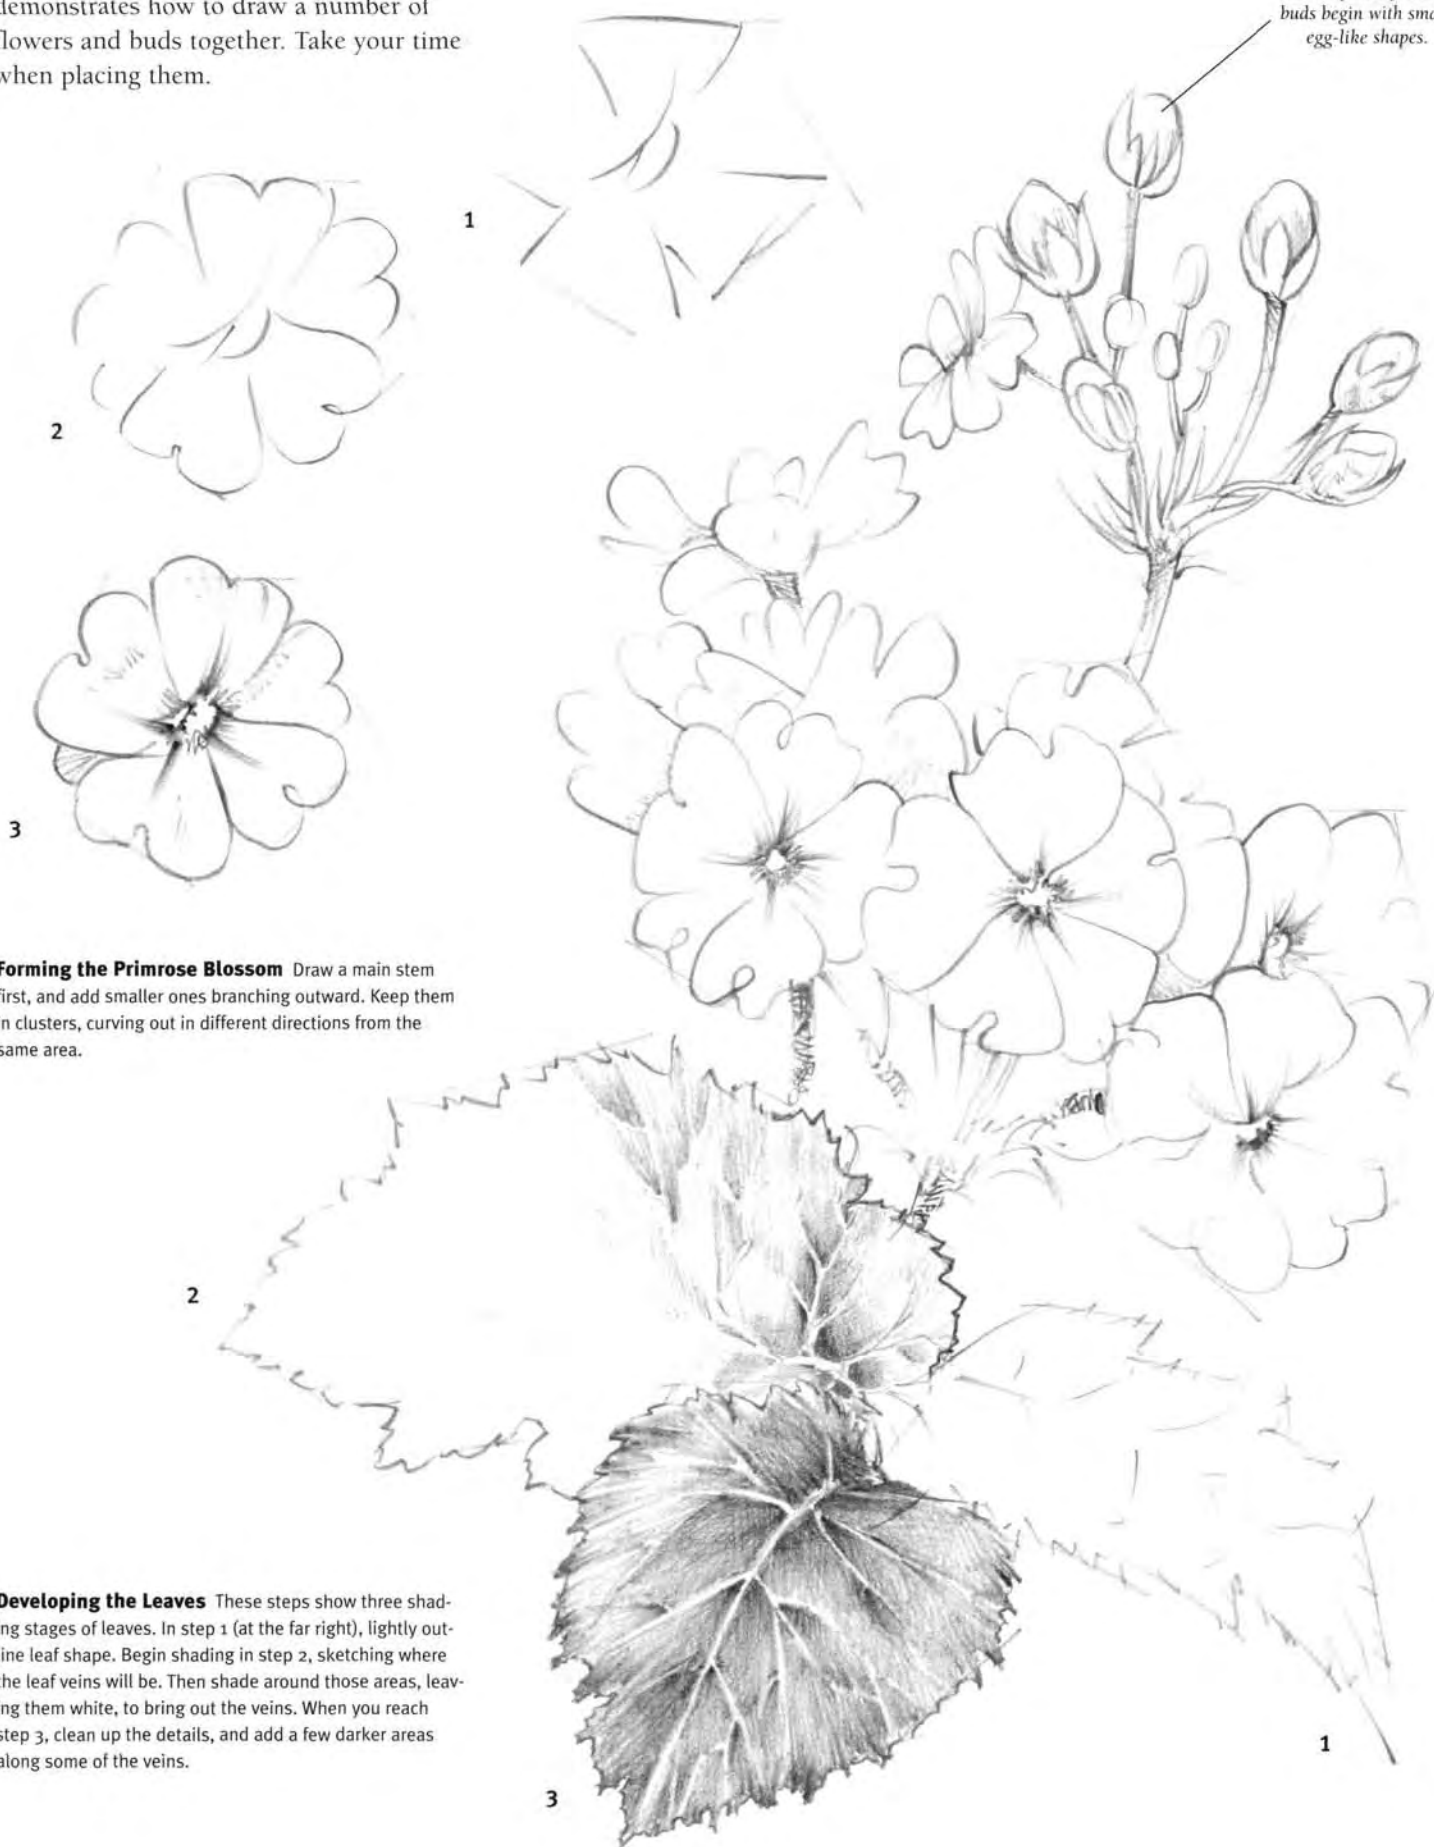 demonstrates how to draw a number of
flowers and buds together. Take your time
when placing them.
buds begin with sma
egg-like shapes.
1
2
3
Forming the Primrose Blossom Draw a main stem
first, and add smaller ones branching outward. Keep them
in clusters, curving out in different directions from the
same area.
2
Developing the Leaves These steps show three shad-
ing stages of leaves. In step 1 (at the far right), lightly out-
line leaf shape. Begin shading in step 2, sketching where
the leaf veins will be. Then shade around those areas, leav-
ing them white, to bring out the veins. When you reach
step 3, clean up the details, and add a few darker areas
along some of the veins.
1
3